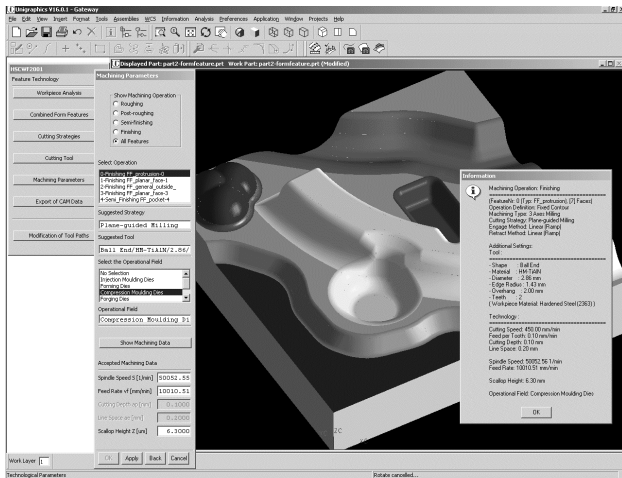 Unigraphics V16.0.1 - Gateway
File Edit View Insert Format Tools Assemblies WCS Information Analysis Preferences Application Window Projects Help
Displayed Part: part2-formfeature.prt Work Part: part2-formfeature.prt (Modified)
HSCWF2001
Feature Technology
Workpiece Analysis
Combined Form Features
Cutting Strategies
Cutting Tool
Machining Parameters
Export of CAM Data
Modification of Tool Paths
Work Layer 1
Machining Parameters
Show Machining Operation
Roughing
Post-roughing
Semi-finishing
Finishing
All Features
Select Operation
0-Finishing FF_protrusion-0
1-Finishing FF_planar_face-1
2-Finishing FF_general_outside_
3-Finishing FF_planar_face-3
4-Semi_Finishing FF_pocket-4
Suggested Strategy
Plane-guided Milling
Suggested Tool
Ball End/HM-TiAlN/2.86/
Select the Operational Field
No Selection
Injection Moulding Dies
Forming Dies
Compression Moulding Dies
Forging Dies
Operational Field
Compression Moulding Di
Show Machining Data
Accepted Machining Data
Spindle Speed S [1/min] 50052.55
Feed Rate vf [mm/min] 10010.51
Cutting Depth ap [mm] 0.1000
Line Space ae [mm] 0.2000
Scallop Height Z [um] 6.3000
OK Apply Back Cancel
ZC
Information
Machining Operation: Finishing
(FeatureNr: 0 [Typ: FF_protrusion], [7] Faces)
Operation Definition: Fixed Contour
Machining Type: 3 Axes Milling
Cutting Strategy: Plane-guided Milling
Engage Method: Linear (Ramp)
Retract Method: Linear (Ramp)
Additional Settings:
Tool :
- Shape : Ball End
- Material : HM-TiAlN
- Diameter : 2.86 mm
- Edge Radius : 1.43 mm
- Overhang : 2.00 mm
- Teeth : 2
( Workpiece Material: Hardened Steel (2363) )
Technology :
Cutting Speed: 450.00 mm/min
Feed per Tooth: 0.10 mm/min
Cutting Depth: 0.10 mm
Line Space: 0.20 mm
Spindle Speed: 50052.56 1/min
Feed Rate: 10010.51 mm/min
Scallop Height: 6.30 mm
Operational Field: Compression Moulding Dies
OK
Technological Parameters
Rotate cancelled...